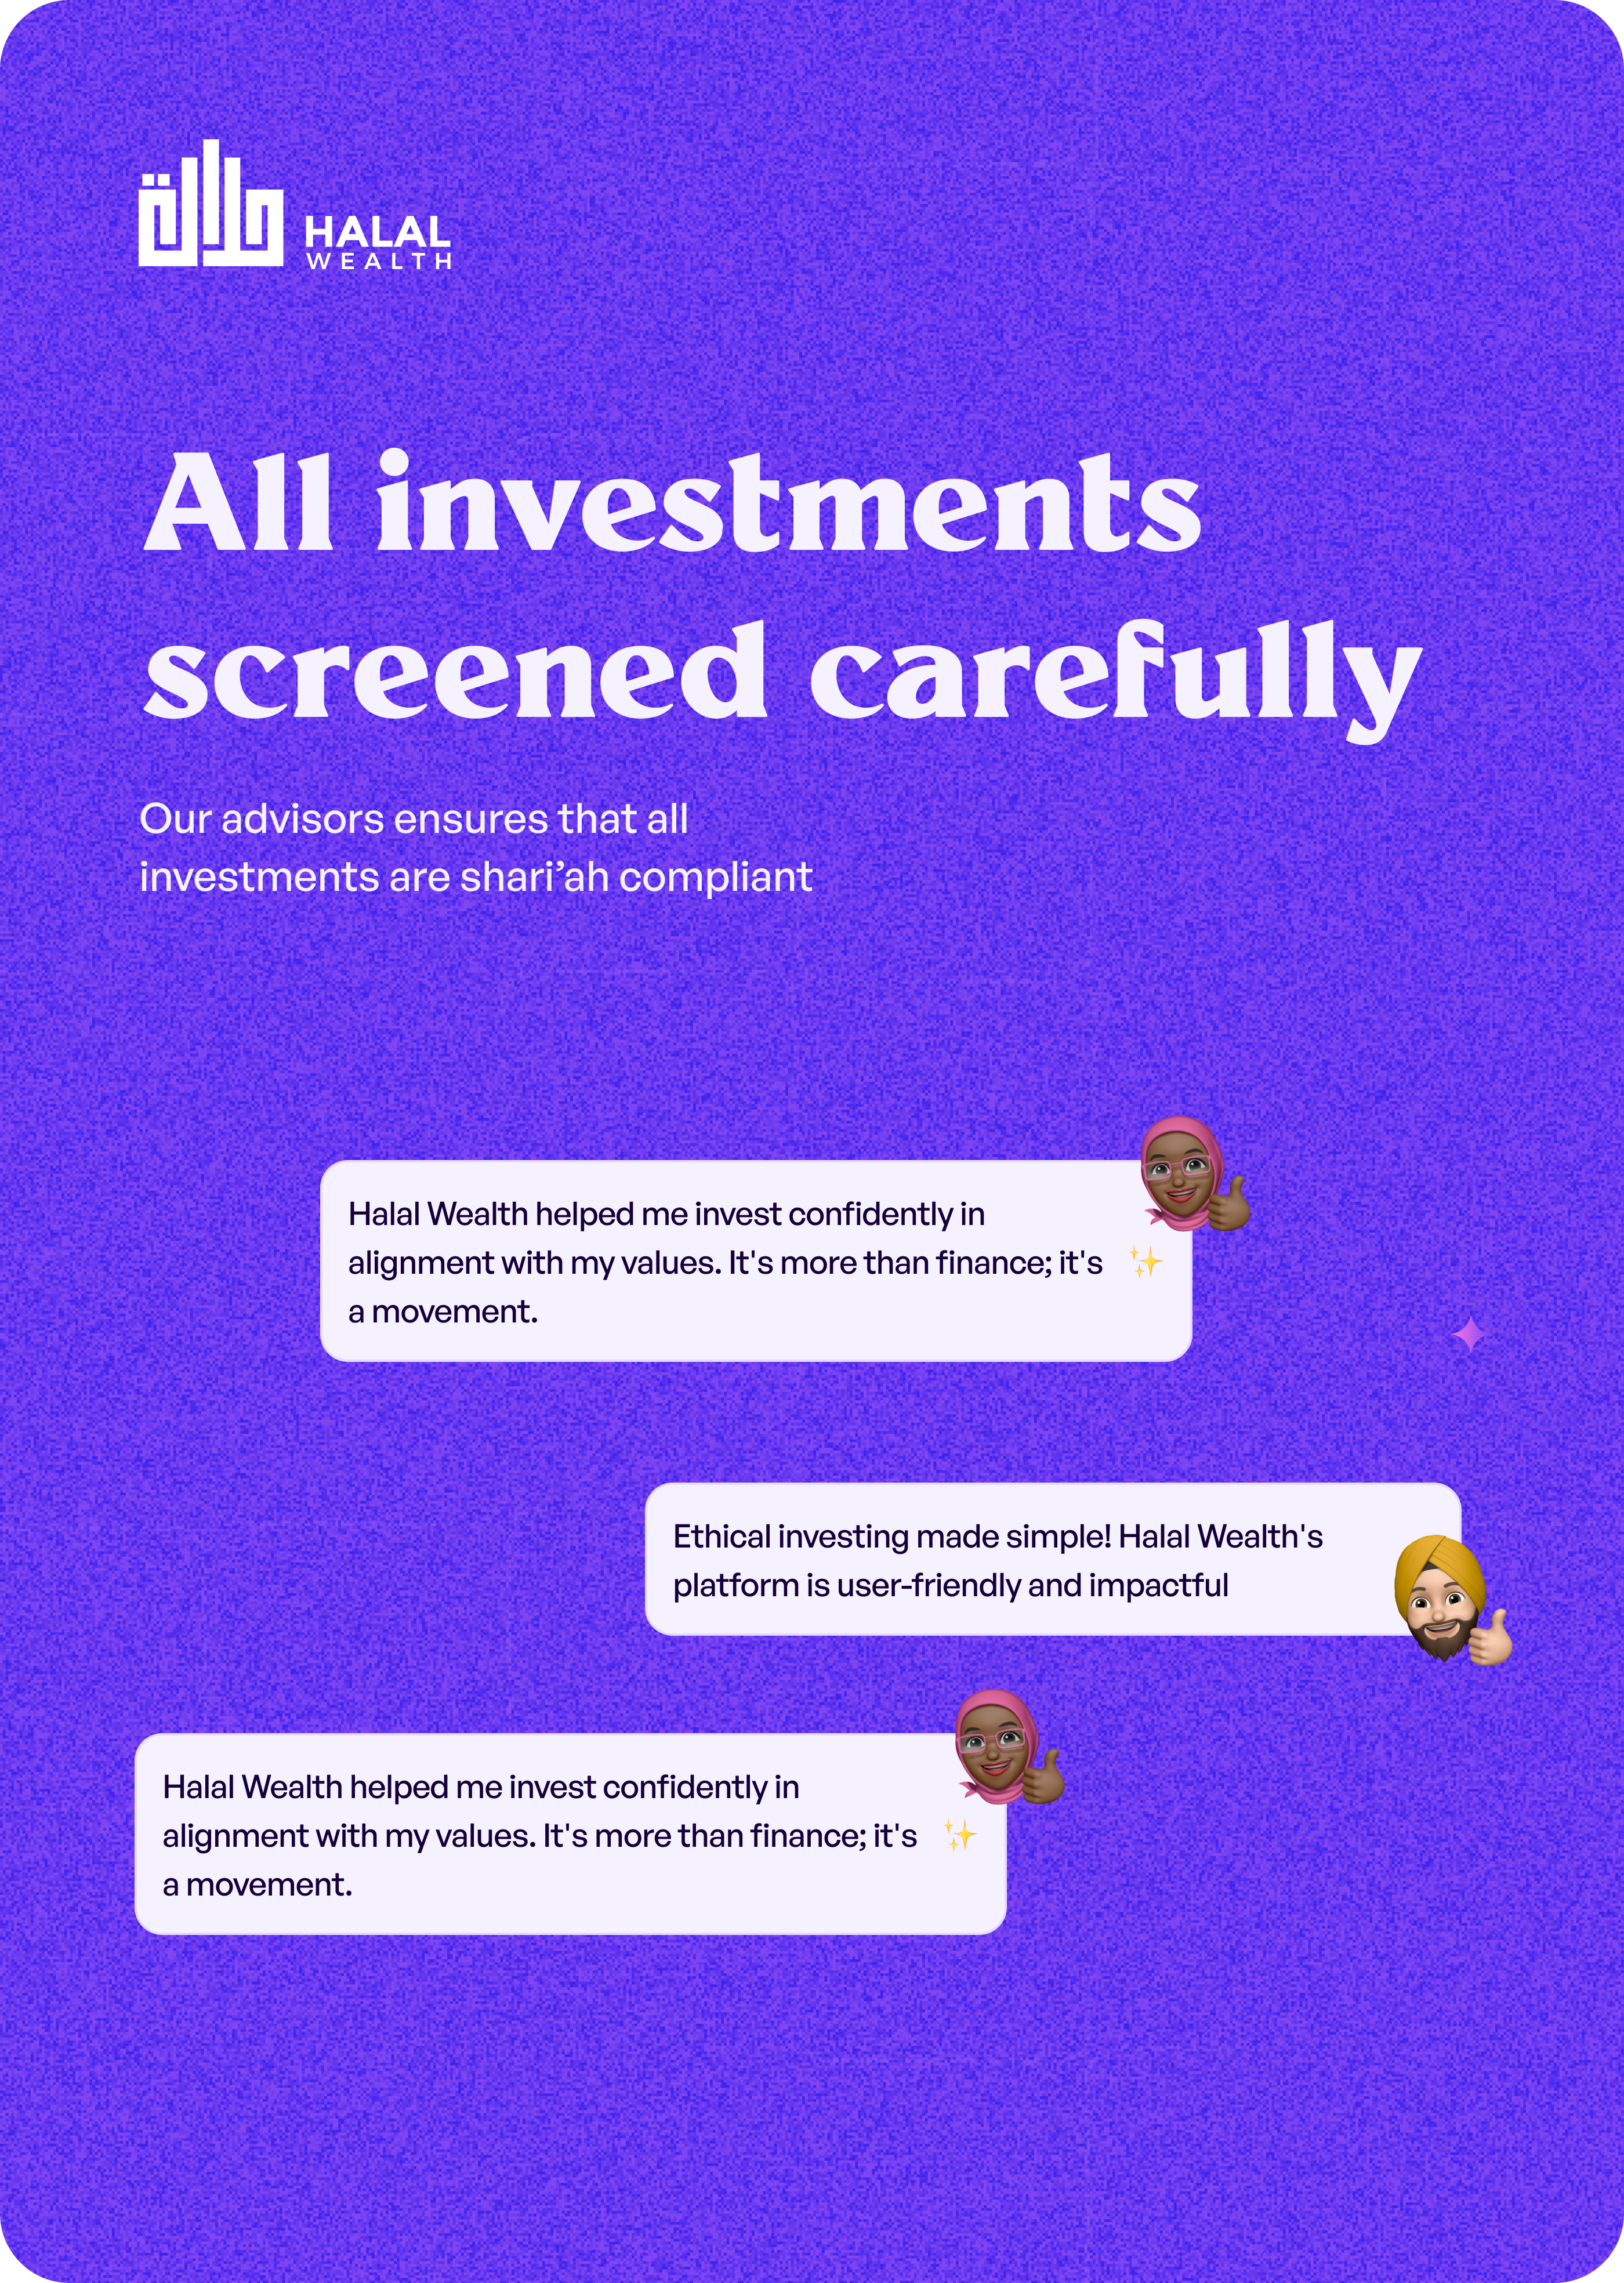 HALAL
WEALTH
All investments
screened carefully
Our advisors ensures that all
investments are shari’ah compliant
Halal Wealth helped me invest confidently in
alignment with my values. It's more than finance; it's
a movement.
Ethical investing made simple! Halal Wealth's
platform is user-friendly and impactful
Halal Wealth helped me invest confidently in
alignment with my values. It's more than finance; it's
a movement.